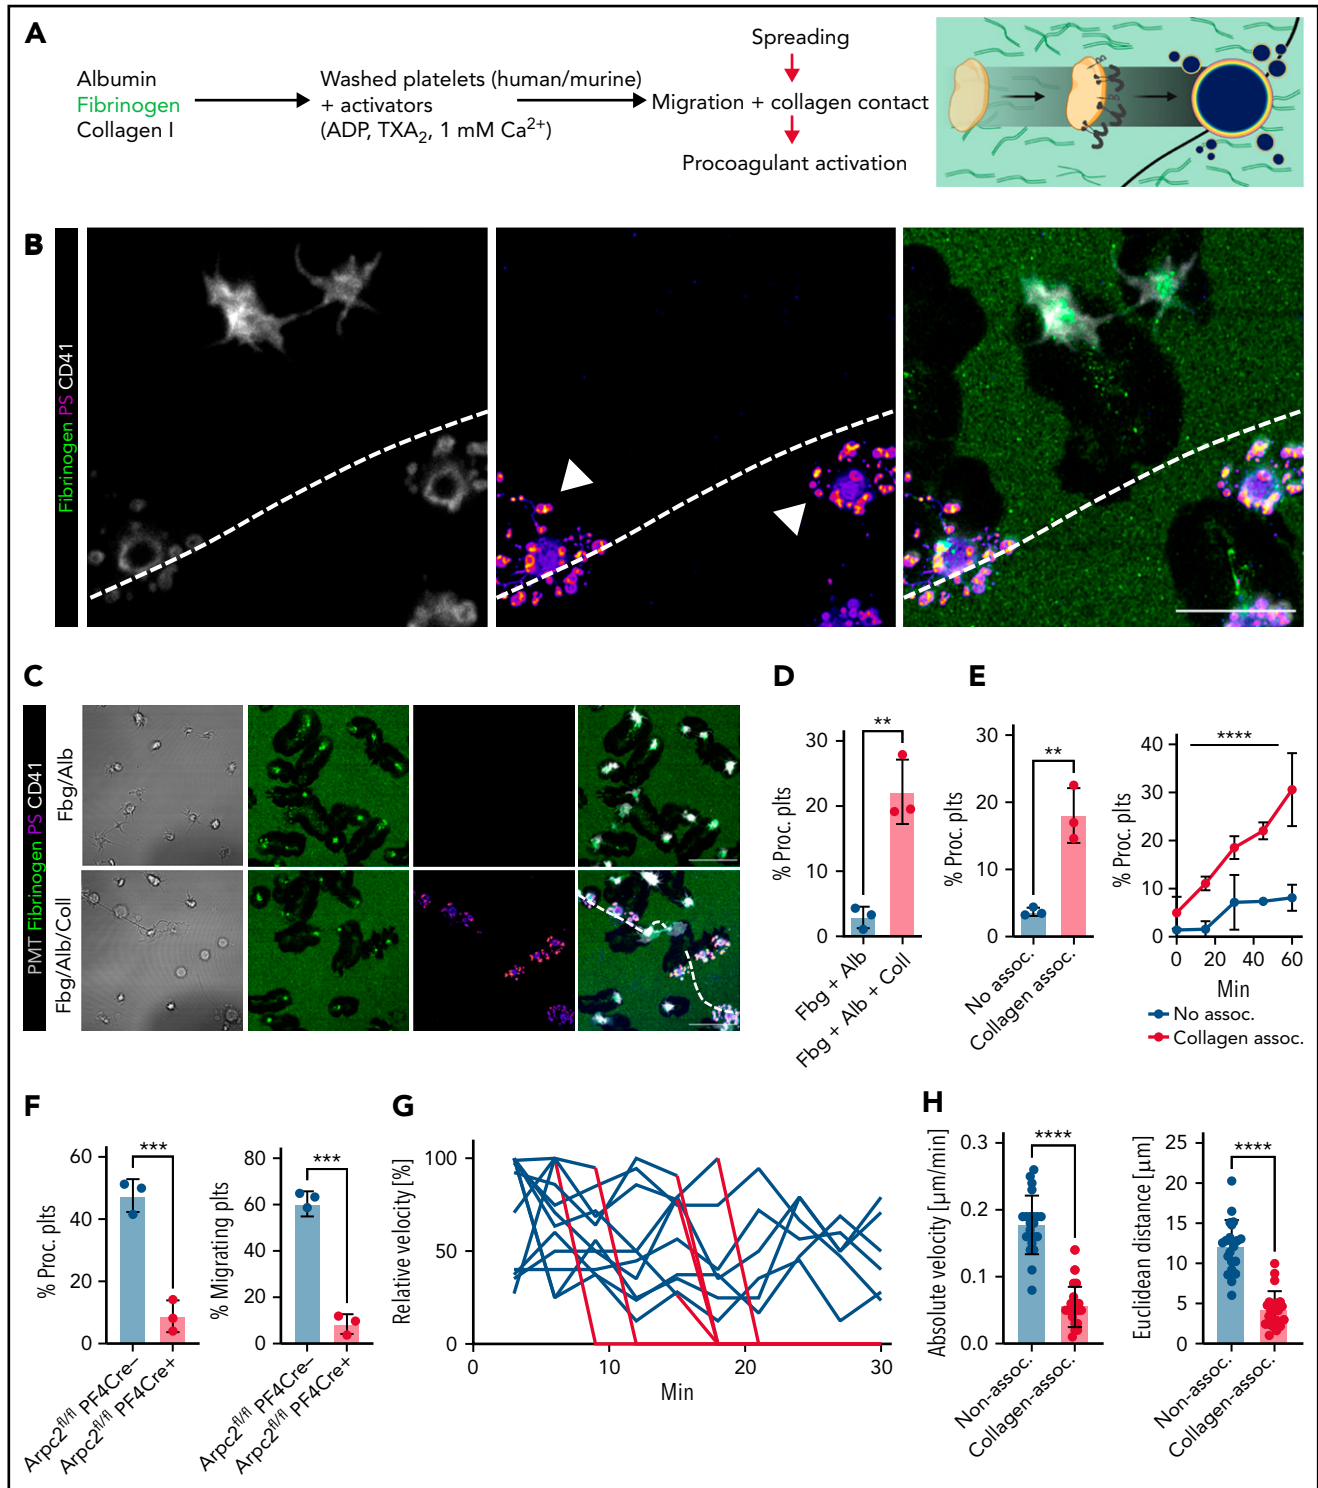 A
Albumin
Fibrinogen
Collagen I
Washed platelets (human/murine)
+ activators
(ADP, TXA2, 1 mM Ca2+)
Spreading
Migration + collagen contact
Procoagulant activation
B
Fibrinogen PS CD41
C
PMT Fibrinogen PS CD41
Fbg/Alb
Fbg/Alb/Coll
D
% Proc. plts
30
20
10
0
**
Fbg + Alb
Fbg + Alb + Coll
E
% Proc. plts
30
20
10
0
**
No assoc.
Collagen assoc.
% Proc. plts
40
30
20
10
0
****
0 20 40 60
Min
No assoc.
Collagen assoc.
F
% Proc. plts
60
40
20
0
***
Arpc2fl/fl PF4Cre–
Arpc2fl/fl PF4Cre+
% Migrating plts
80
60
40
20
0
***
Arpc2fl/fl PF4Cre–
Arpc2fl/fl PF4Cre+
G
Relative velocity [%]
100
50
0
0 10 20 30
Min
H
Absolute velocity [µm/min]
0.3
0.2
0.1
0
****
Non-assoc.
Collagen-assoc.
Euclidean distance [µm]
25
20
15
10
5
0
****
Non-assoc.
Collagen-assoc.